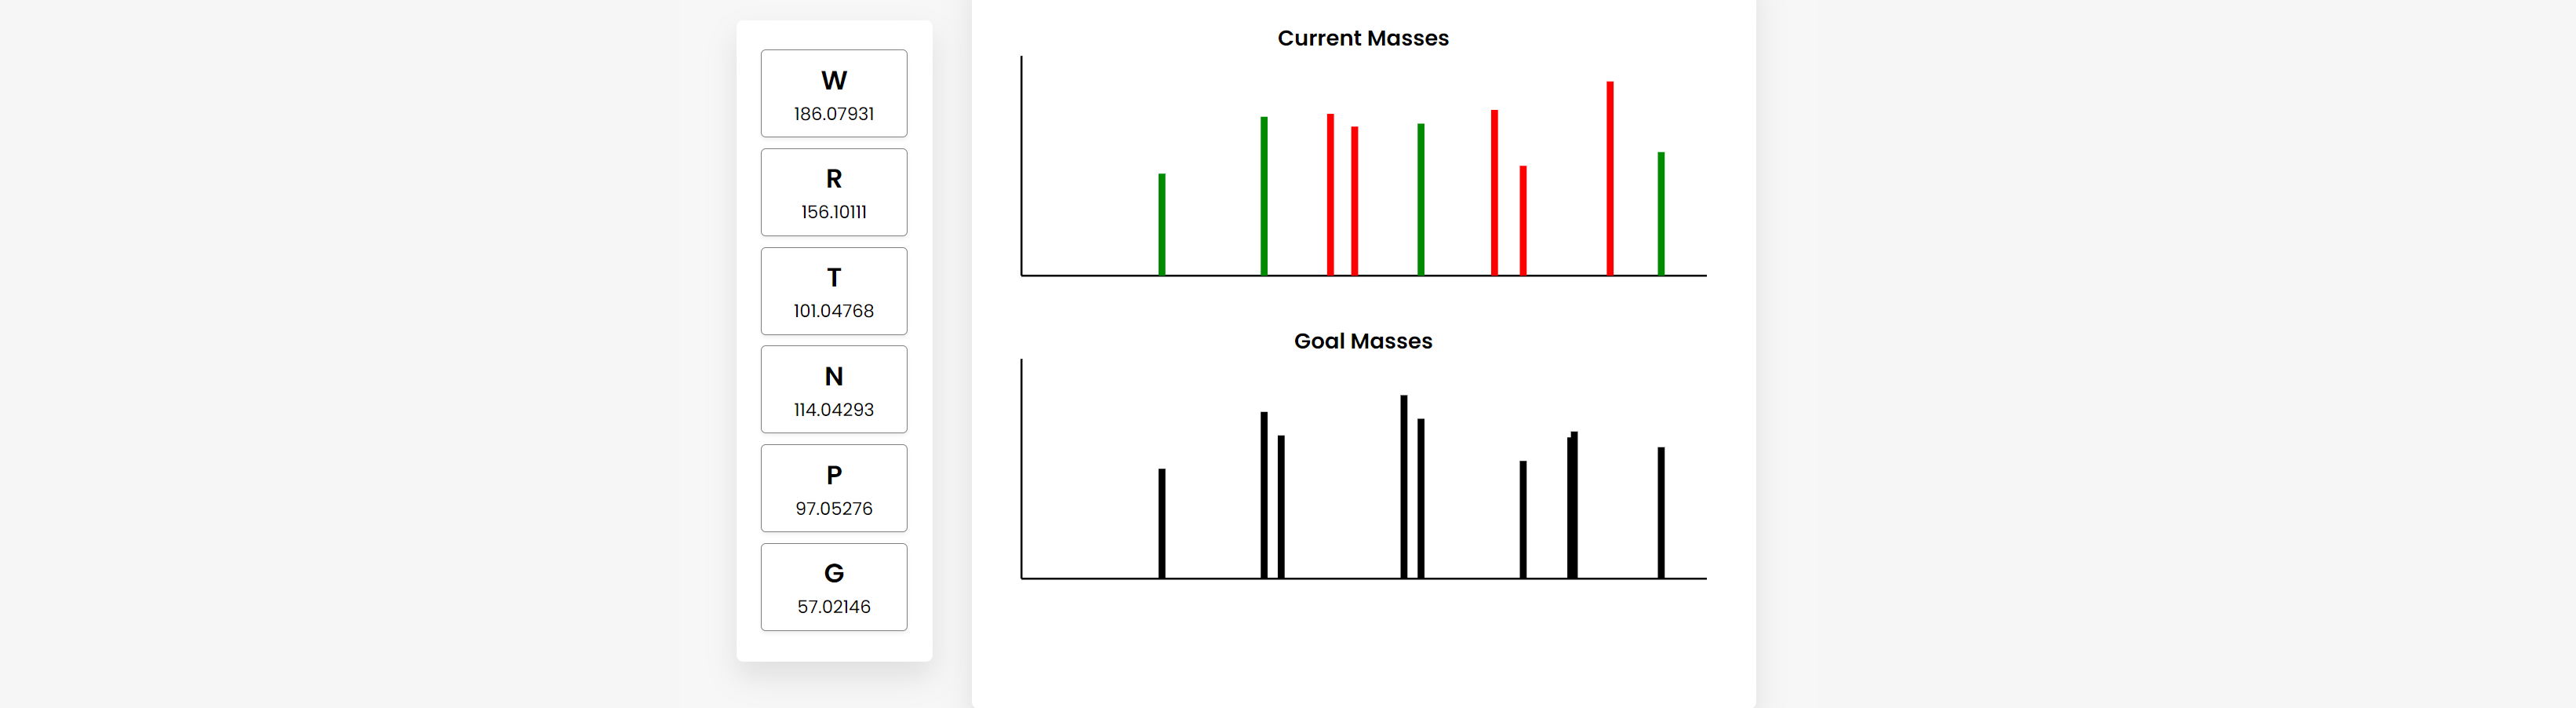 W
186.07931
R
156.10111
T
101.04768
N
114.04293
P
97.05276
G
57.02146
Current Masses
Goal Masses